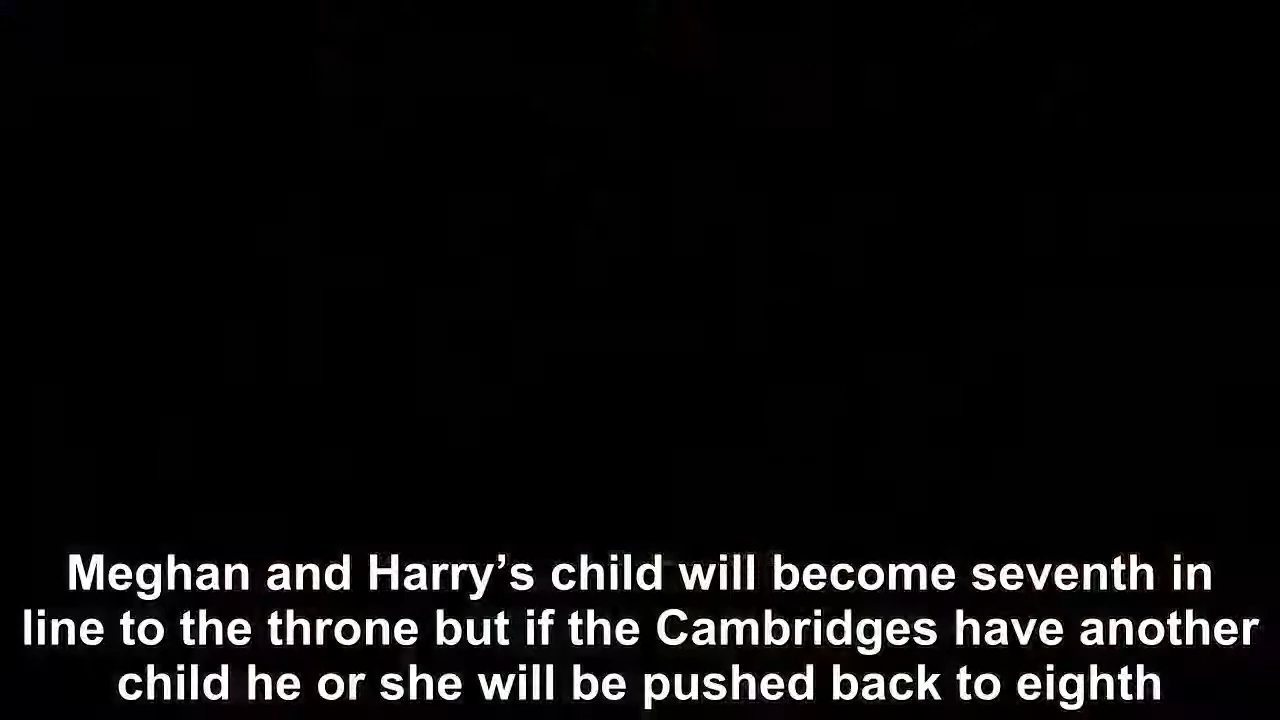 Meghan and Harry’s child will become seventh in
line to the throne but if the Cambridges have another
child he or she will be pushed back to eighth